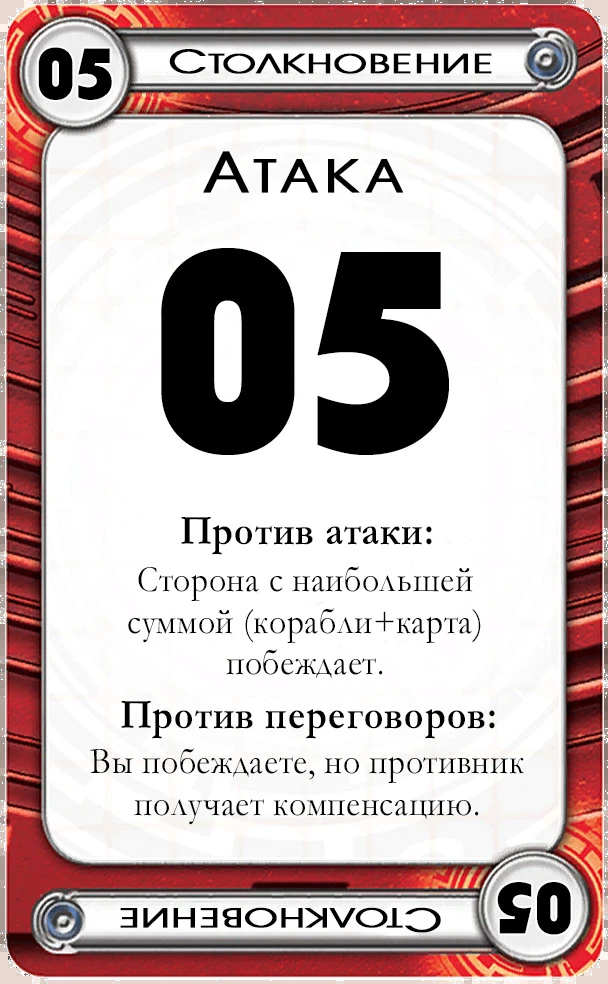 05
Столкновение
Атака
05
Против атаки:
Сторона с наибольшей
суммой (корабли+карта)
побеждает.
Против переговоров:
Вы побеждаете, но противник
получает компенсацию.
Столкновение
05